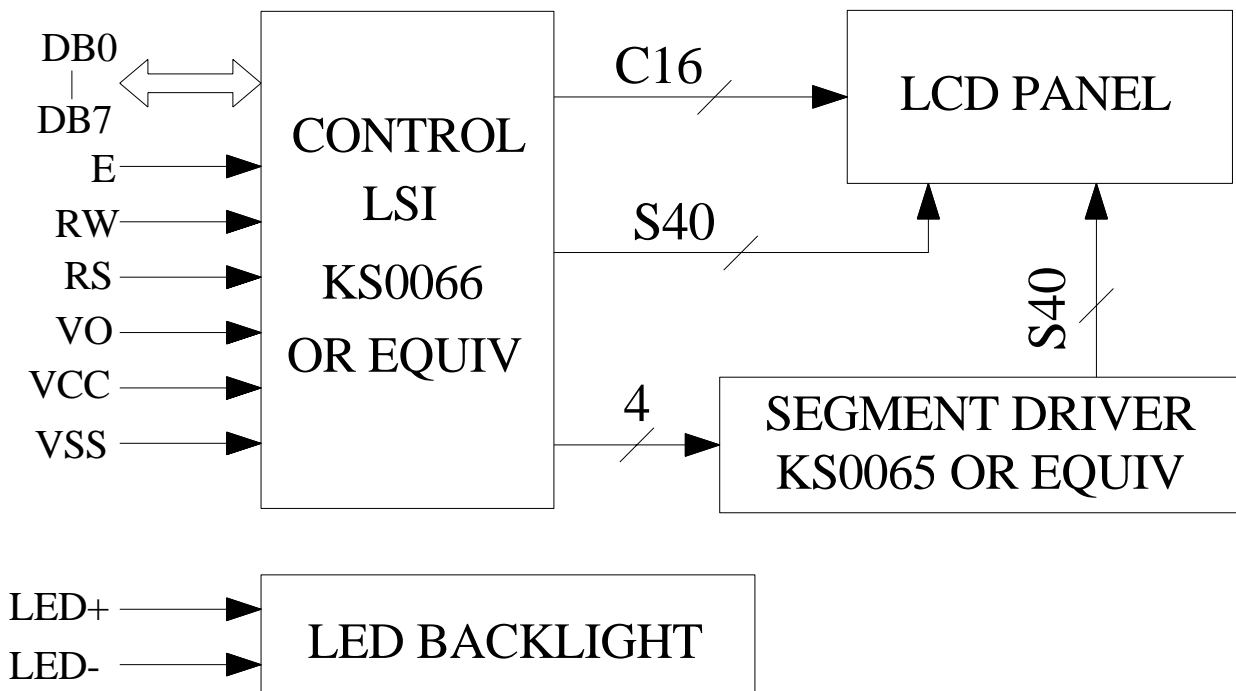 DB0
DB7
E
RW
RS
VO
VCC
VSS
CONTROL
LSI
KS0066
OR EQUIV
C16
S40
4
LCD PANEL
S40
SEGMENT DRIVER
KS0065 OR EQUIV
LED+
LED-
LED BACKLIGHT